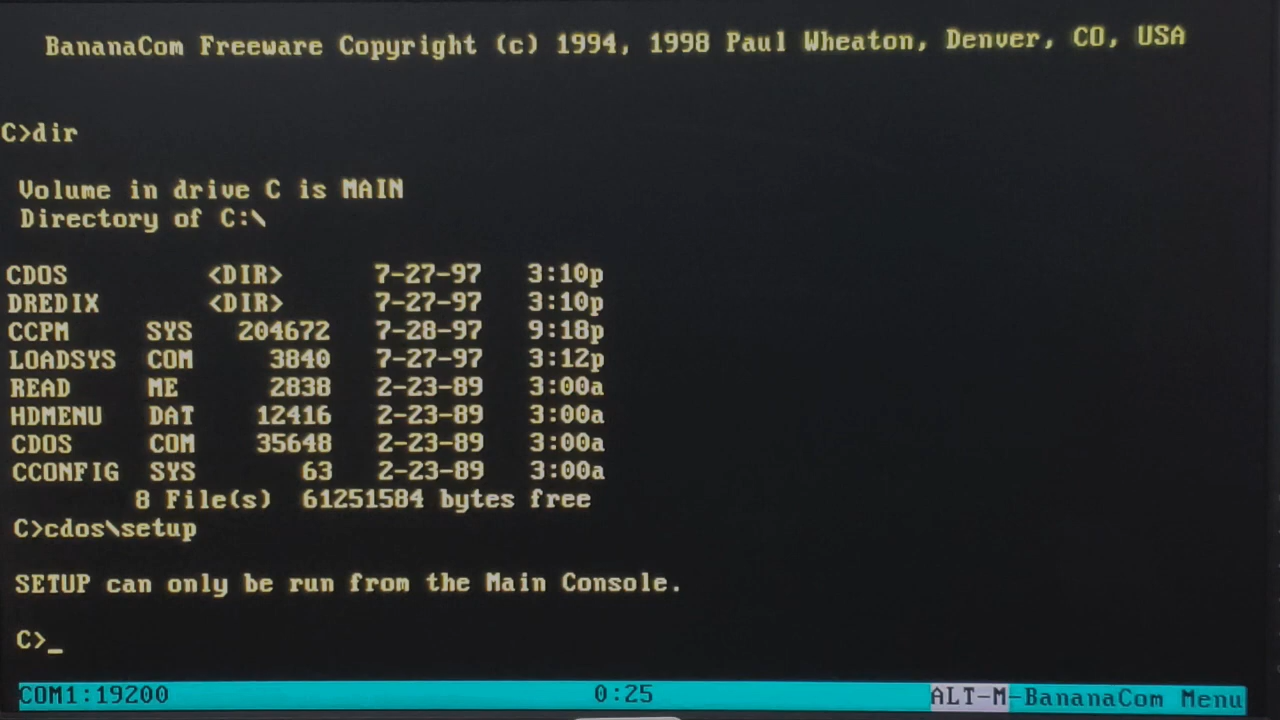 BananaCom Freeware Copyright (c) 1994, 1998 Paul Wheaton, Denver, CO, USA
C>dir
Volume in drive C is MAIN
Directory of C:\
CDOS <DIR> 7-27-97 3:10p
DREDIX <DIR> 7-27-97 3:10p
CCPM SYS 204672 7-28-97 9:18p
LOADSYS COM 3840 7-27-97 3:12p
READ ME 2838 2-23-89 3:00a
HDMENU DAT 12416 2-23-89 3:00a
CDOS COM 35648 2-23-89 3:00a
CCONFIG SYS 63 2-23-89 3:00a
8 File(s) 61251584 bytes free
C>cdos\setup
SETUP can only be run from the Main Console.
C>_
COM1:19200 0:25 ALT-M-BananaCom Menu